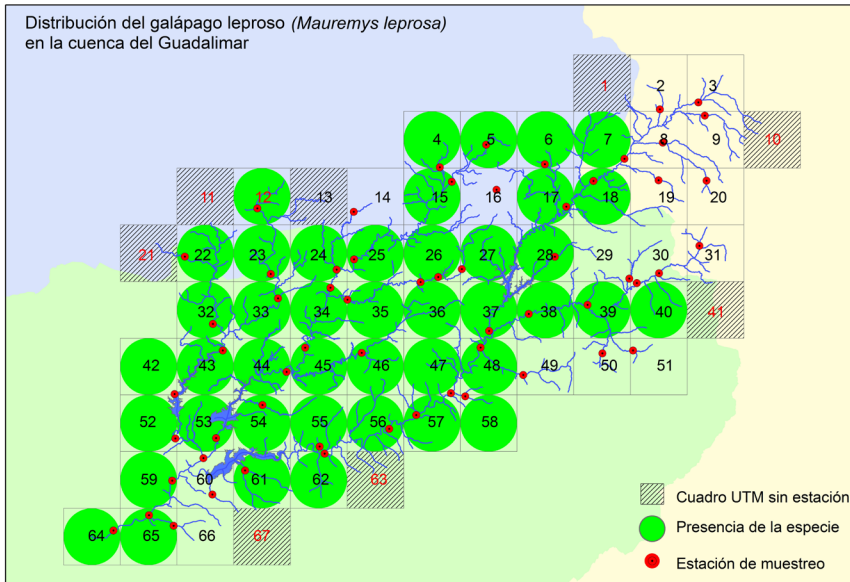 Distribución del galápago leproso (Mauremys leprosa)
en la cuenca del Guadalimar
1 2 3
4 5 6 7 8 9 10
11 12 13 14 15 16 17 18 19 20
21 22 23 24 25 26 27 28 29 30 31
32 33 34 35 36 37 38 39 40 41
42 43 44 45 46 47 48 49 50 51
52 53 54 55 56 57 58
59 60 61 62 63
64 65 66 67
Cuadro UTM sin estación
Presencia de la especie
Estación de muestreo